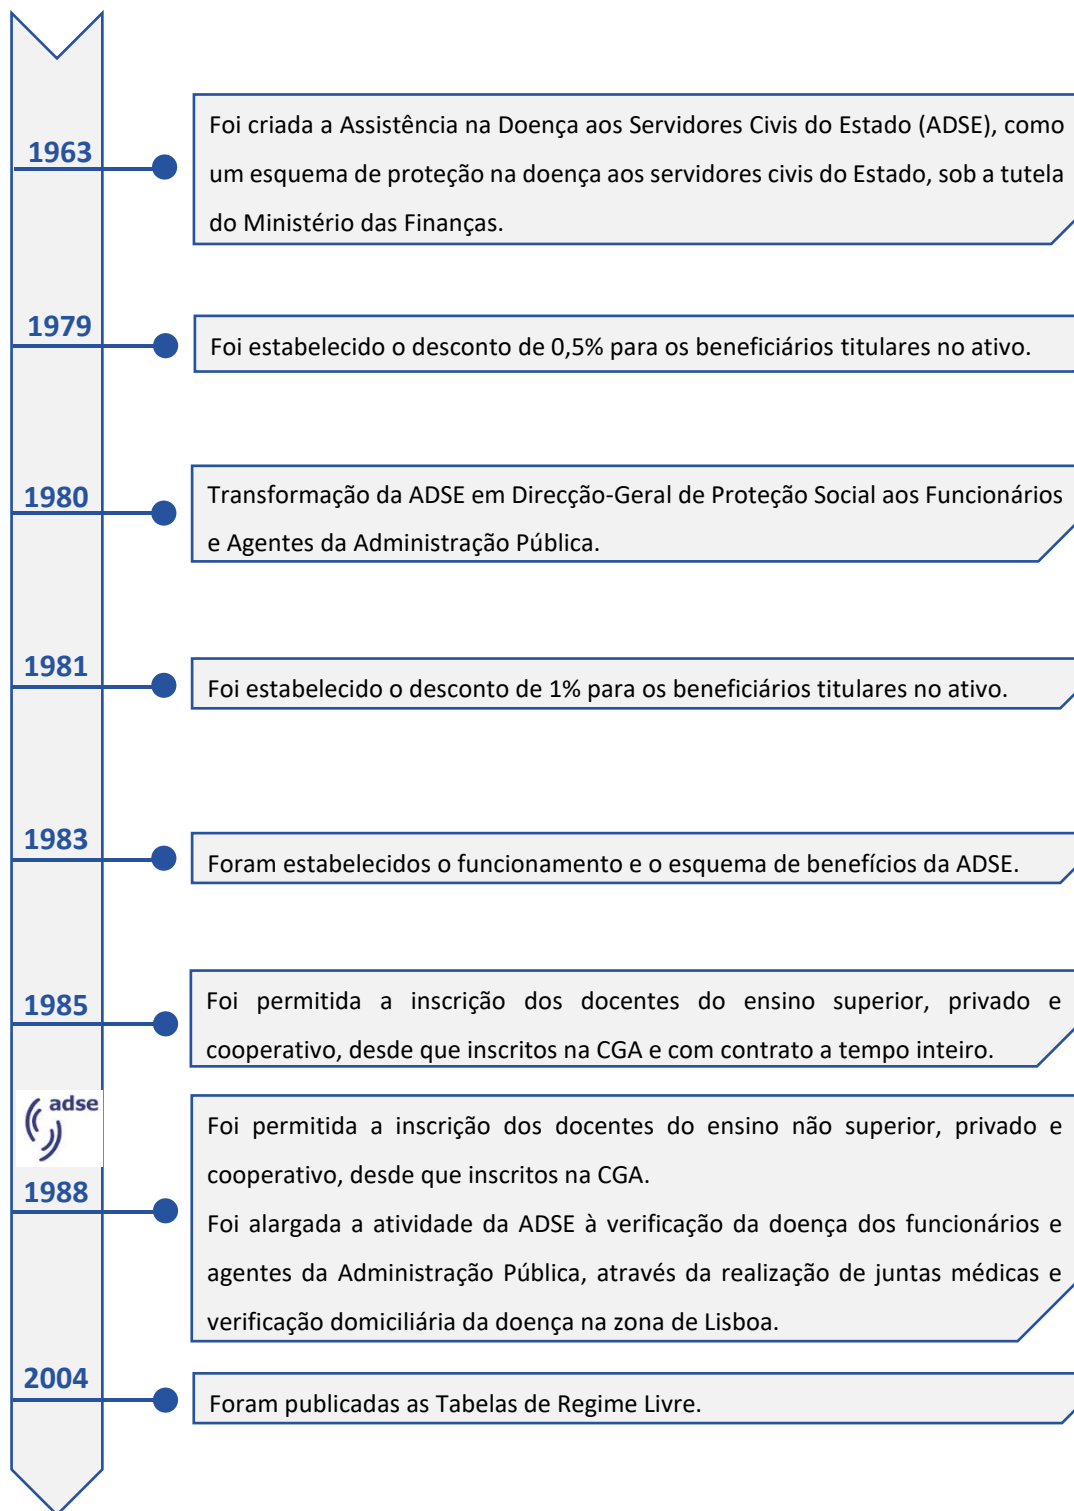 1963
Foi criada a Assistência na Doença aos Servidores Civis do Estado (ADSE), como
um esquema de proteção na doença aos servidores civis do Estado, sob a tutela
do Ministério das Finanças.
1979
Foi estabelecido o desconto de 0,5% para os beneficiários titulares no ativo.
1980
Transformação da ADSE em Direcção-Geral de Proteção Social aos Funcionários
e Agentes da Administração Pública.
1981
Foi estabelecido o desconto de 1% para os beneficiários titulares no ativo.
1983
Foram estabelecidos o funcionamento e o esquema de benefícios da ADSE.
1985
Foi permitida a inscrição dos docentes do ensino superior, privado e
cooperativo, desde que inscritos na CGA e com contrato a tempo inteiro.
adse
1988
Foi permitida a inscrição dos docentes do ensino não superior, privado e
cooperativo, desde que inscritos na CGA.
Foi alargada a atividade da ADSE à verificação da doença dos funcionários e
agentes da Administração Pública, através da realização de juntas médicas e
verificação domiciliária da doença na zona de Lisboa.
2004
Foram publicadas as Tabelas de Regime Livre.